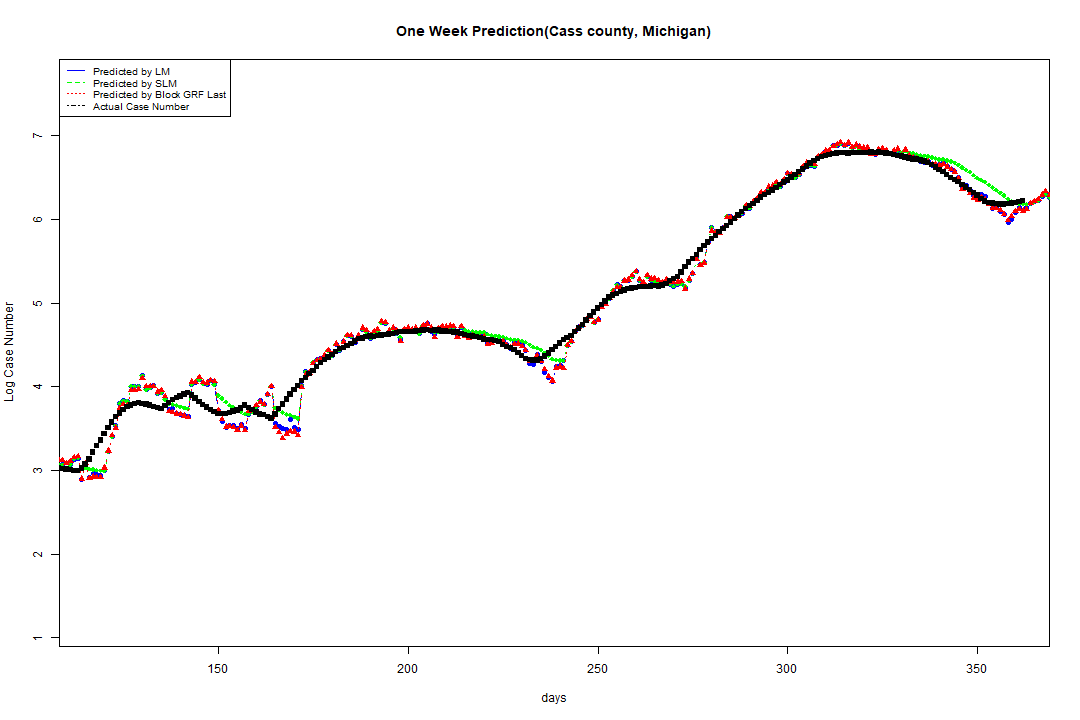 One Week Prediction(Cass county, Michigan)
Predicted by LM
Predicted by SLM
Predicted by Block GRF Last
Actual Case Number
7
6
5
4
3
2
1
Log Case Number
150 200 250 300 350
days